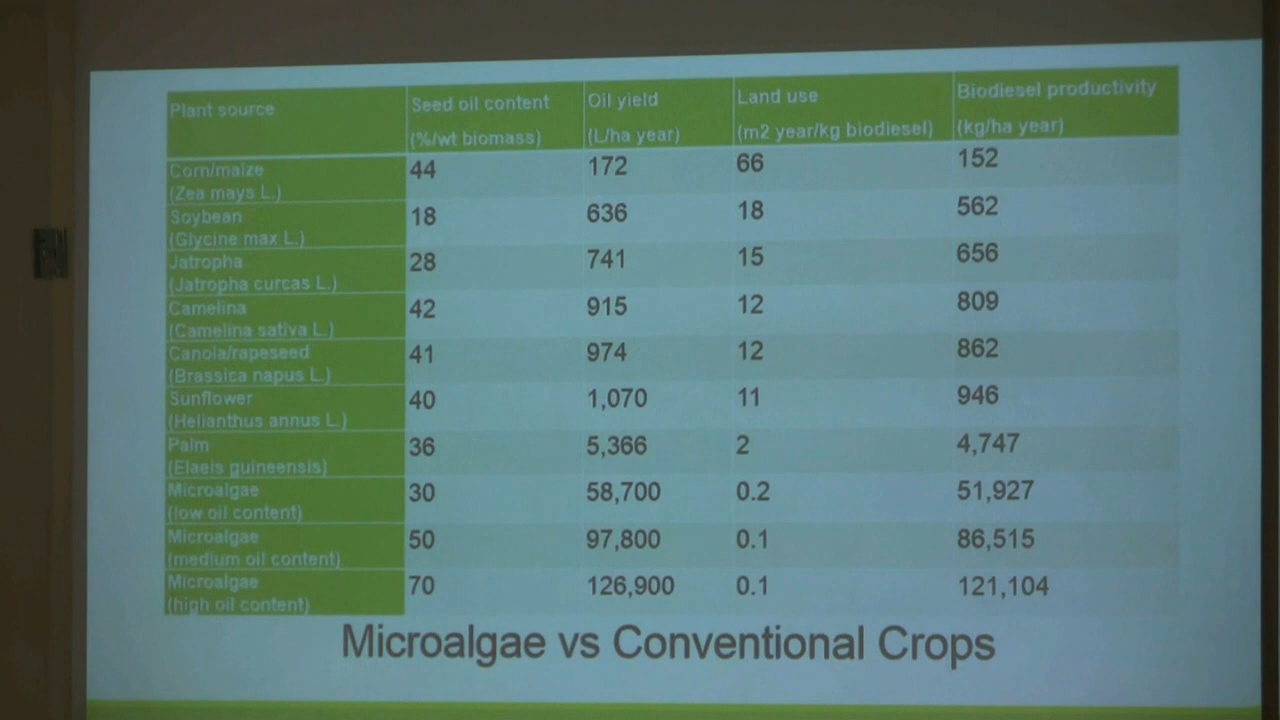 Plant source Seed oil content (%/wt biomass) Oil yield (L/ha year) Land use (m2 year/kg biodiesel) Biodiesel productivity (kg/ha year)
Corn/maize (Zea mays L.) 44 172 66 152
Soybean (Glycine max L.) 18 636 18 562
Jatropha (Jatropha curcas L.) 28 741 15 656
Camelina (Camelina sativa L.) 42 915 12 809
Canola/rapeseed (Brassica napus L.) 41 974 12 862
Sunflower (Helianthus annus L.) 40 1,070 11 946
Palm (Elaeis guineensis) 36 5,366 2 4,747
Microalgae (low oil content) 30 58,700 0.2 51,927
Microalgae (medium oil content) 50 97,800 0.1 86,515
Microalgae (high oil content) 70 126,900 0.1 121,104
Microalgae vs Conventional Crops